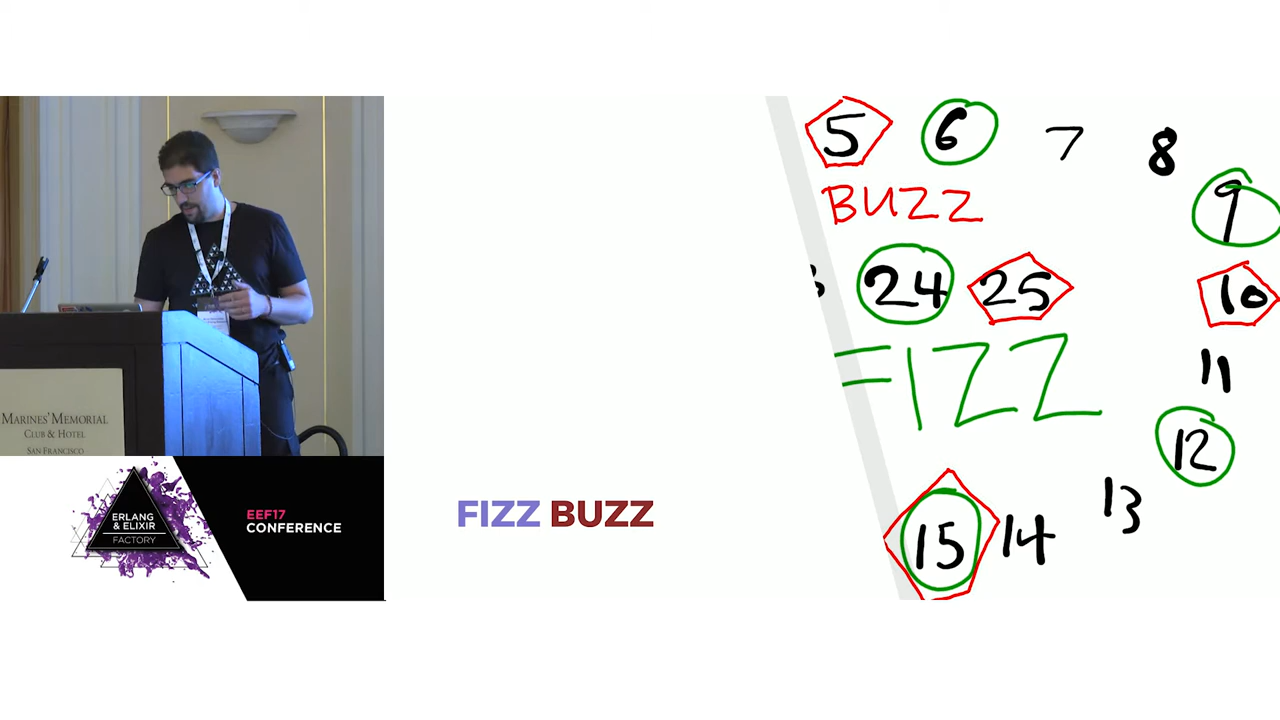 MARINES' MEMORIAL
CLUB & HOTEL
SAN FRANCISCO
ERLANG
& ELIXIR
FACTORY
EEF17
CONFERENCE
FIZZ BUZZ
5 6 7 8
9
BUZZ
24 25 10
IZZ 11
12
13
15 14